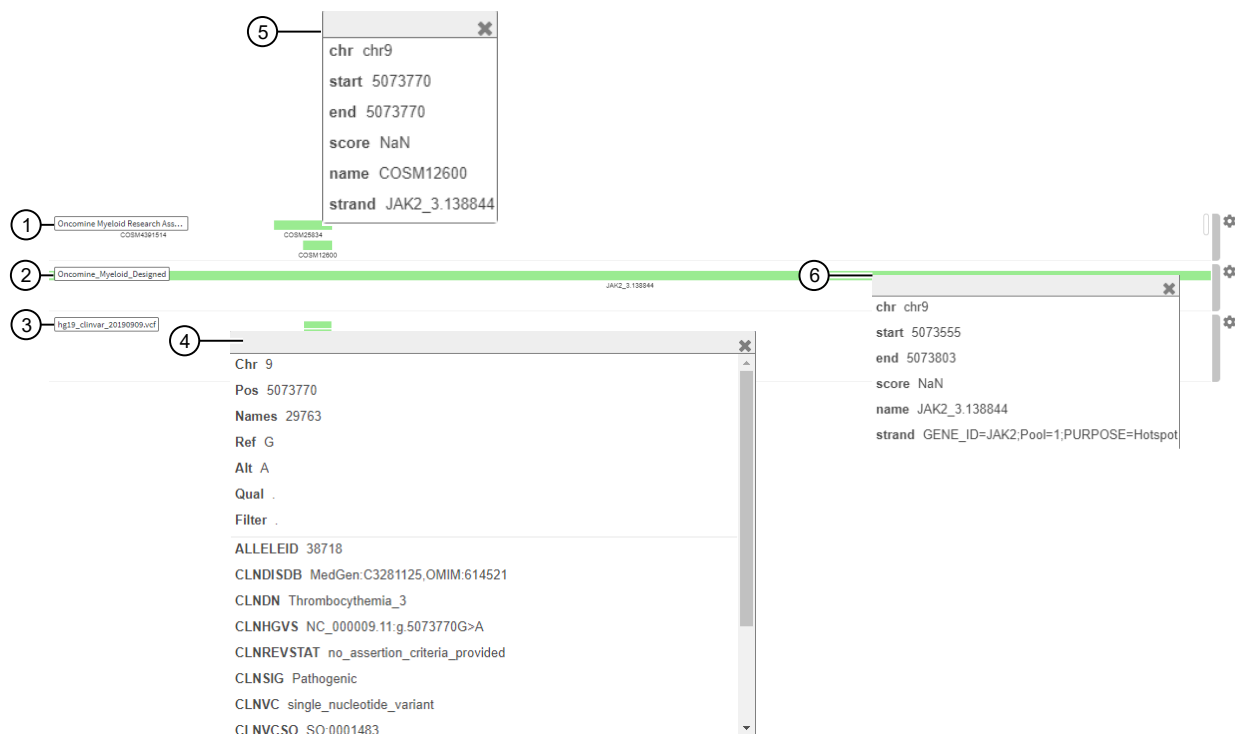 5
chr chr9
start 5073770
end 5073770
score NaN
name COSM12600
strand JAK2_3.138844
1
Oncomine Myeloid Research Ass...
COSM4391514
COSM25834
COSM12600
2
Oncomine_Myeloid_Designed
JAK2_3.138844
6
chr chr9
start 5073555
end 5073803
score NaN
name JAK2_3.138844
strand GENE_ID=JAK2;Pool=1;PURPOSE=Hotspot
3
hg19_clinvar_20190909.vcf
4
Chr 9
Pos 5073770
Names 29763
Ref G
Alt A
Qual .
Filter .
ALLELEID 38718
CLNDISDB MedGen:C3281125,OMIM:614521
CLNDN Thrombocythemia_3
CLNHGVS NC_000009.11:g.5073770G>A
CLNREVSTAT no_assertion_criteria_provided
CLNSIG Pathogenic
CLNVC single_nucleotide_variant
CLNVCSO SO:0001483